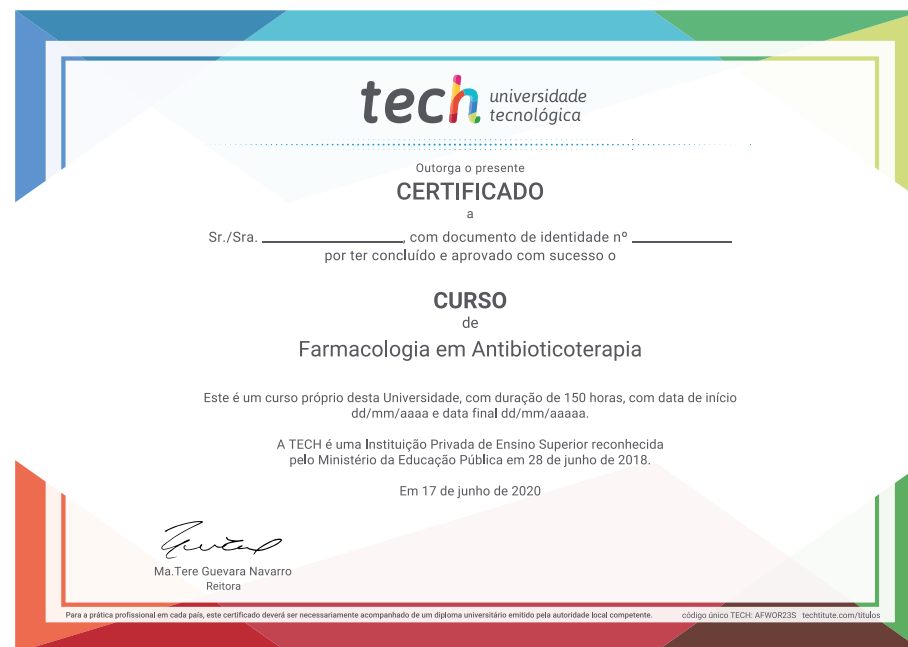 tech universidade
tecnológica
Outorga o presente
CERTIFICADO
a
Sr./Sra. ____________, com documento de identidade nº ____________
por ter concluído e aprovado com sucesso o
CURSO
de
Farmacologia em Antibioticoterapia
Este é um curso próprio desta Universidade, com duração de 150 horas, com data de início
dd/mm/aaaa e data final dd/mm/aaaaa.
A TECH é uma Instituição Privada de Ensino Superior reconhecida
pelo Ministério da Educação Pública em 28 de junho de 2018.
Em 17 de junho de 2020
Ma.Tere Guevara Navarro
Reitora
Para a prática profissional em cada país, este certificado deverá ser necessariamente acompanhado de um diploma universitário emitido pela autoridade local competente. código único TECH: AFWOR23S techtitute.com/titulos